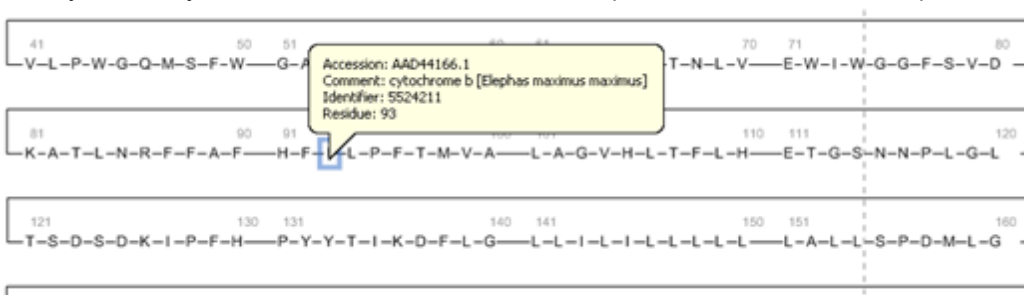 41 50 51 70 71 80
V-L-P-W-G-Q-M-S-F-W—G-A T-N-L-V—E-W-I-W-G-G-F-S-V-D-
Accession: AAD44166.1
Comment: cytochrome b [Elephas maximus maximus]
Identifier: 5524211
Residue: 93
81 90 91 110 111 120
K-A-T-L-N-R-F-F-A-F—H-F- -L-P-F-T-M-V-A—L-A-G-V-H-L-T-F-L-H—E-T-G-S-N-N-P-L-G-L-
121 130 131 140 141 150 151 160
T-S-D-S-D-K-I-P-F-H—P-Y-Y-T-I-K-D-F-L-G—L-L-I-L-I-L-L-L-L-L—L-A-L-L-S-P-D-M-L-G-